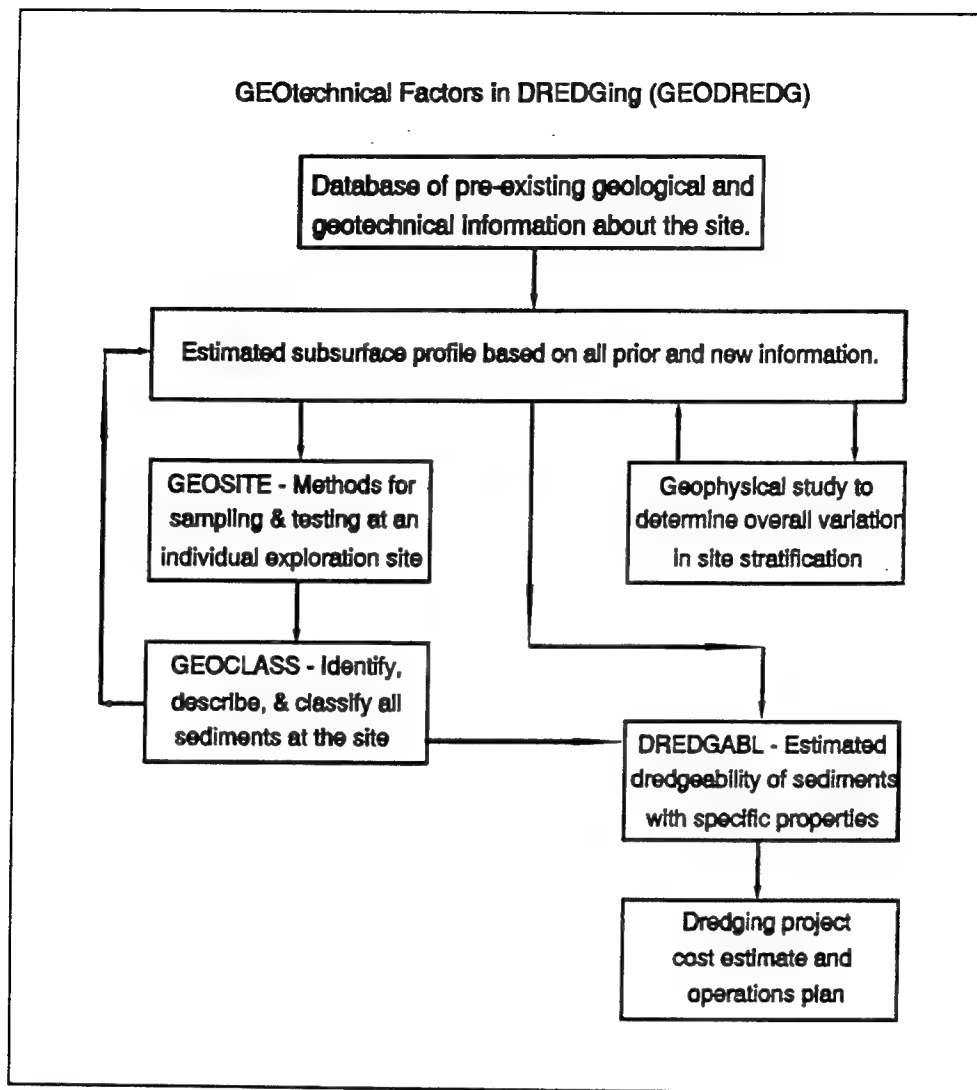 GEOtechnical Factors in DREDGing (GEODREDG)
Database of pre-existing geological and
geotechnical information about the site.
Estimated subsurface profile based on all prior and new information.
GEOSITE - Methods for
sampling & testing at an
individual exploration site
Geophysical study to
determine overall variation
in site stratification
GEOCLASS - Identify,
describe, & classify all
sediments at the site
DREDGABL - Estimated
dredgeability of sediments
with specific properties
Dredging project
cost estimate and
operations plan